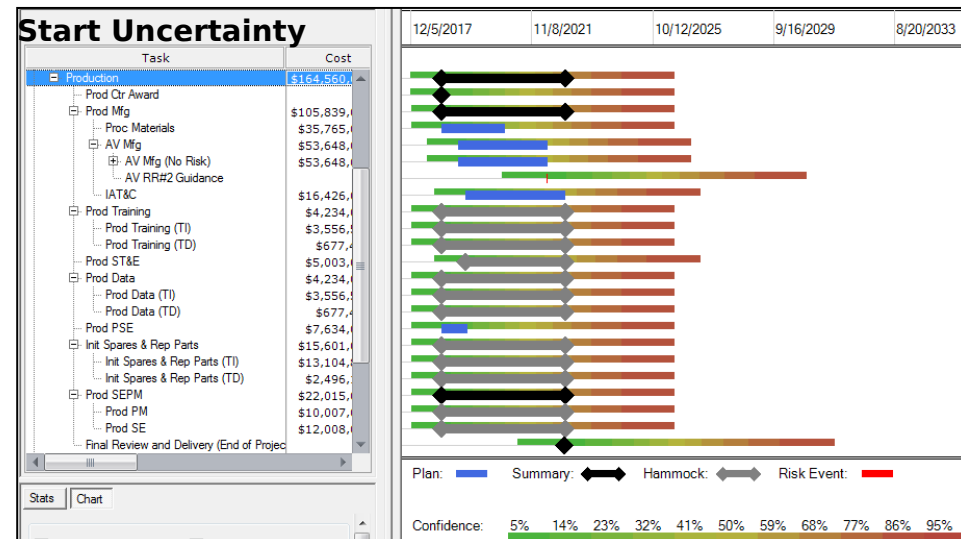 Start Uncertainty
12/5/2017 11/8/2021 10/12/2025 9/16/2029 8/20/2033
Task Cost
Production $164,560,
Prod Ctr Award
Prod Mfg $105,839,
Proc Materials $35,765,
AV Mfg $53,648,
AV Mfg (No Risk) $53,648,
AV RR#2 Guidance
IAT&C $16,426,
Prod Training $4,234,
Prod Training (TI) $3,556,
Prod Training (TD) $677,
Prod ST&E $5,003,
Prod Data $4,234,
Prod Data (TI) $3,556,
Prod Data (TD) $677,
Prod PSE $7,634,
Init Spares & Rep Parts $15,601,
Init Spares & Rep Parts (TI) $13,104,
Init Spares & Rep Parts (TD) $2,496,
Prod SEPM $22,015,
Prod PM $10,007,
Prod SE $12,008,
Final Review and Delivery (End of Projec
Plan: Summary: Hammock: Risk Event:
Stats Chart
Confidence: 5% 14% 23% 32% 41% 50% 59% 68% 77% 86% 95%